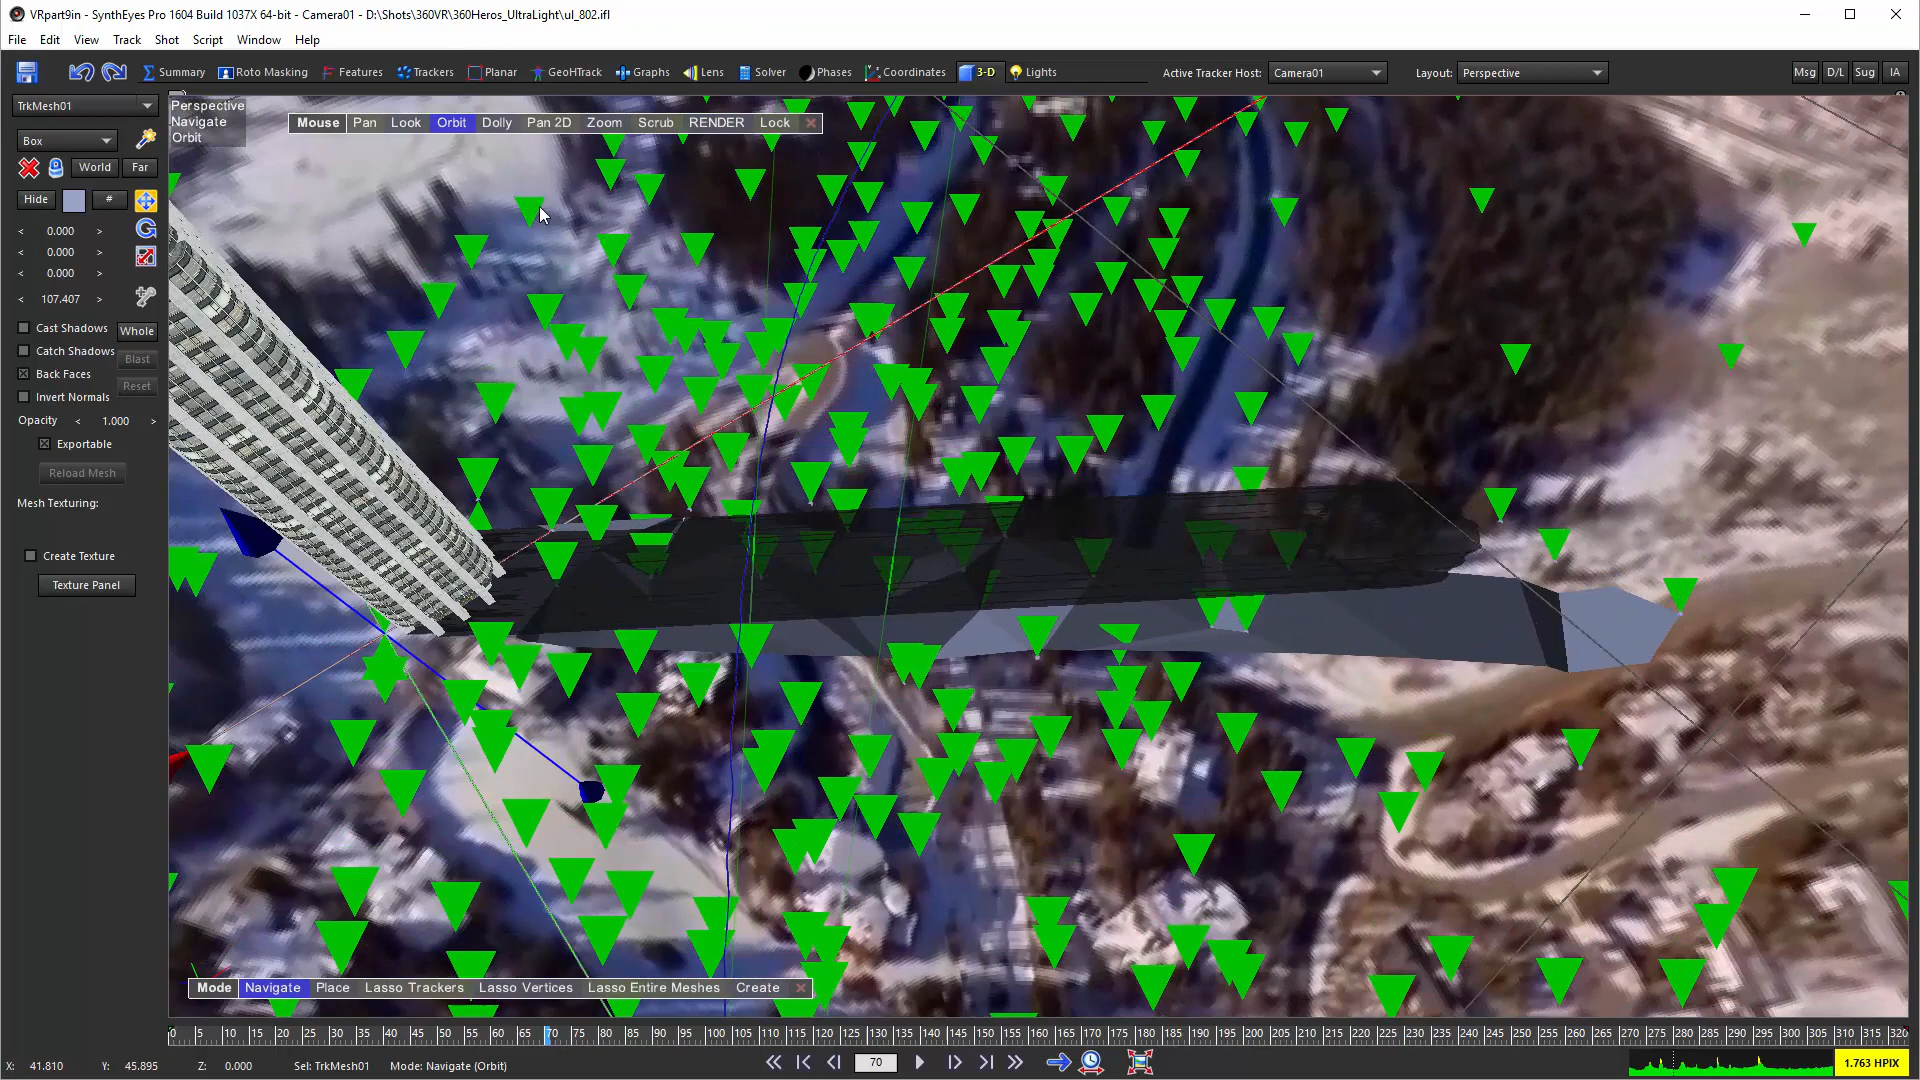 VRpart9in - SynthEyes Pro 1604 Build 1037X 64-bit - Camera01 - D:\Shots\360VR\360Heros_UltraLight\ul_802.ifl
File Edit View Track Shot Script Window Help
Summary Roto Masking Features Trackers Planar GeoHTrack Graphs Lens Solver Phases Coordinates 3-D Lights Active Tracker Host: Camera01 Layout: Perspective Msg D/L Sug IA
TrkMesh01
Perspective
Navigate
Orbit
Mouse Pan Look Orbit Dolly Pan 2D Zoom Scrub RENDER Lock X
Box
World Far
Hide #
< 0.000 >
< 0.000 >
< 0.000 >
< 107.407 >
Cast Shadows Whole
Catch Shadows Blast
Back Faces
Invert Normals Reset
Opacity < 1.000 >
Exportable
Reload Mesh
Mesh Texturing:
Create Texture
Texture Panel
Mode Navigate Place Lasso Trackers Lasso Vertices Lasso Entire Meshes Create X
0 5 10 15 20 25 30 35 40 45 50 55 60 65 70 75 80 85 90 95 100 105 110 115 120 125 130 135 140 145 150 155 160 165 170 175 180 185 190 195 200 205 210 215 220 225 230 235 240 245 250 255 260 265 270 275 280 285 290 295 300 305 310 315 320
X: 41.810 Y: 45.895 Z: 0.000 Sel: TrkMesh01 Mode: Navigate (Orbit) 70 1.763 HPIX